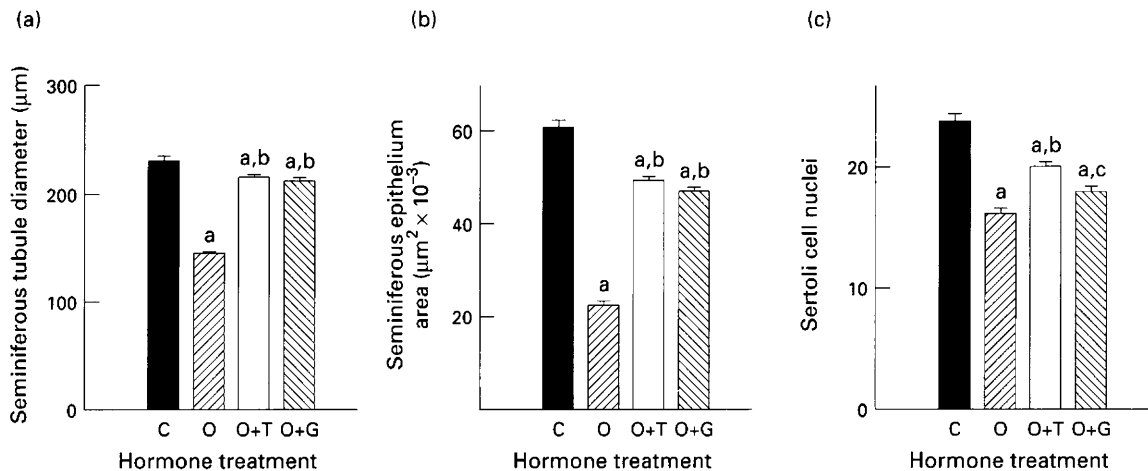 (a)
Seminiferous tubule diameter (μm)
300
200
100
0
a
a,b
a,b
C O O+T O+G
Hormone treatment
(b)
Seminiferous epithelium
area (μm² × 10⁻³)
60
40
20
a
a,b
a,b
C O O+T O+G
Hormone treatment
(c)
Sertoli cell nuclei
20
10
0
a
a,b
a,c
C O O+T O+G
Hormone treatment